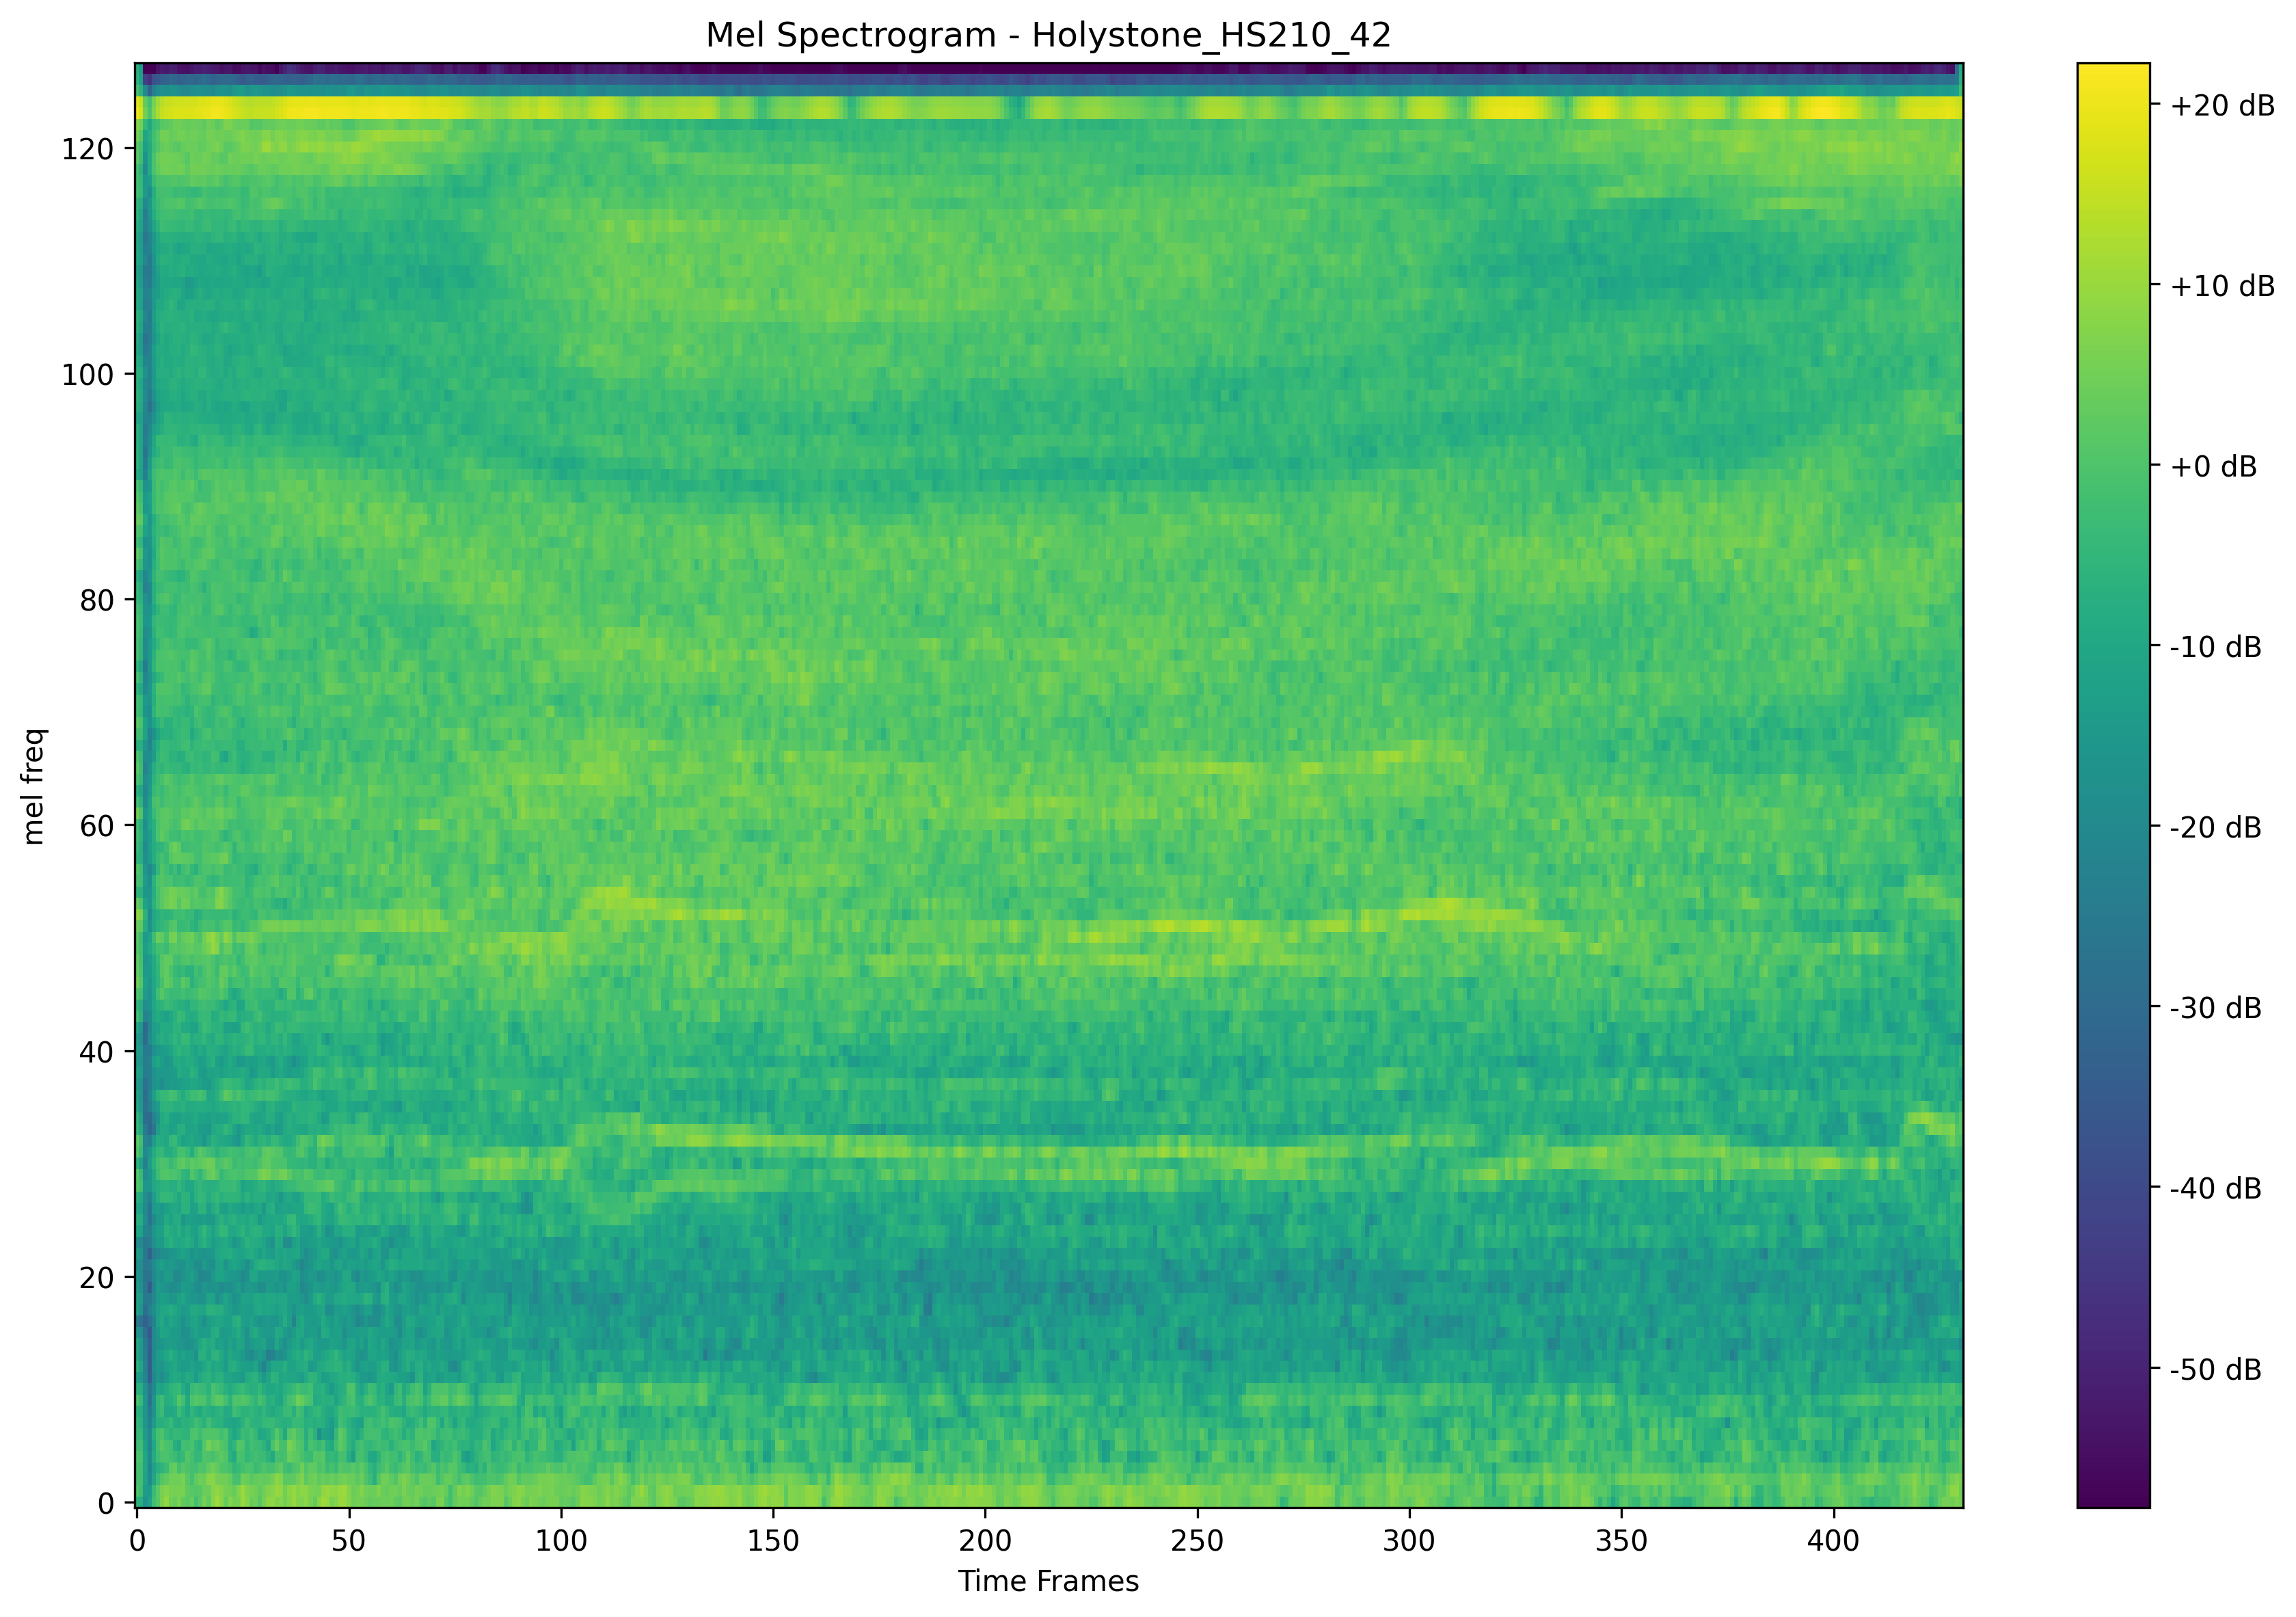 Mel Spectrogram - Holystone_HS210_42
mel freq
120
100
80
60
40
20
0
0 50 100 150 200 250 300 350 400
Time Frames
+20 dB
+10 dB
+0 dB
-10 dB
-20 dB
-30 dB
-40 dB
-50 dB